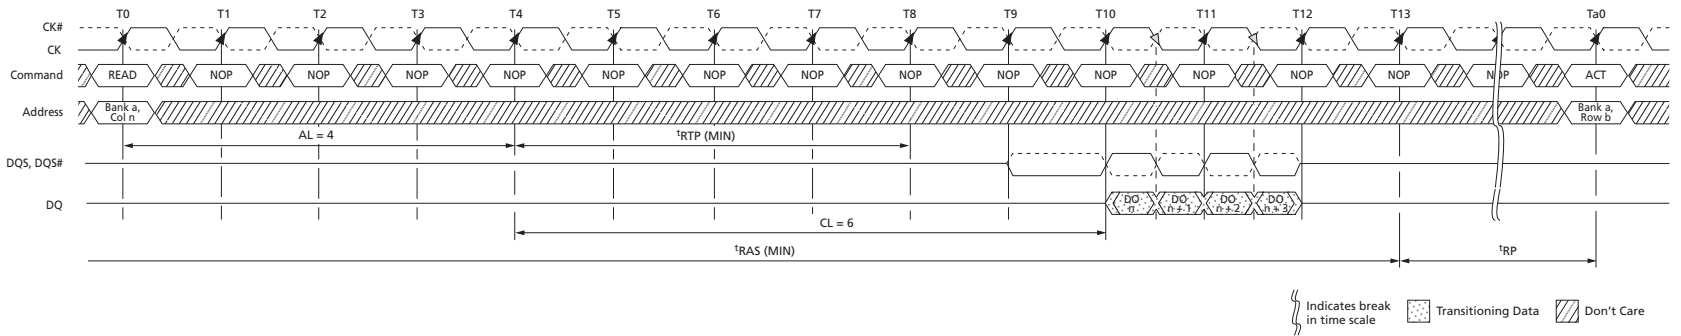 T0 T1 T2 T3 T4 T5 T6 T7 T8 T9 T10 T11 T12 T13 Ta0
CK#
CK
Command READ NOP NOP NOP NOP NOP NOP NOP NOP NOP NOP NOP NOP NOP NOP ACT
Address Bank a, Col n Bank a, Row b
AL = 4 tRTP (MIN)
DQS, DQS#
DQ DO n DO n + 1 DO n + 2 DO n + 3
CL = 6
tRAS (MIN) tRP
Indicates break in time scale Transitioning Data Don't Care